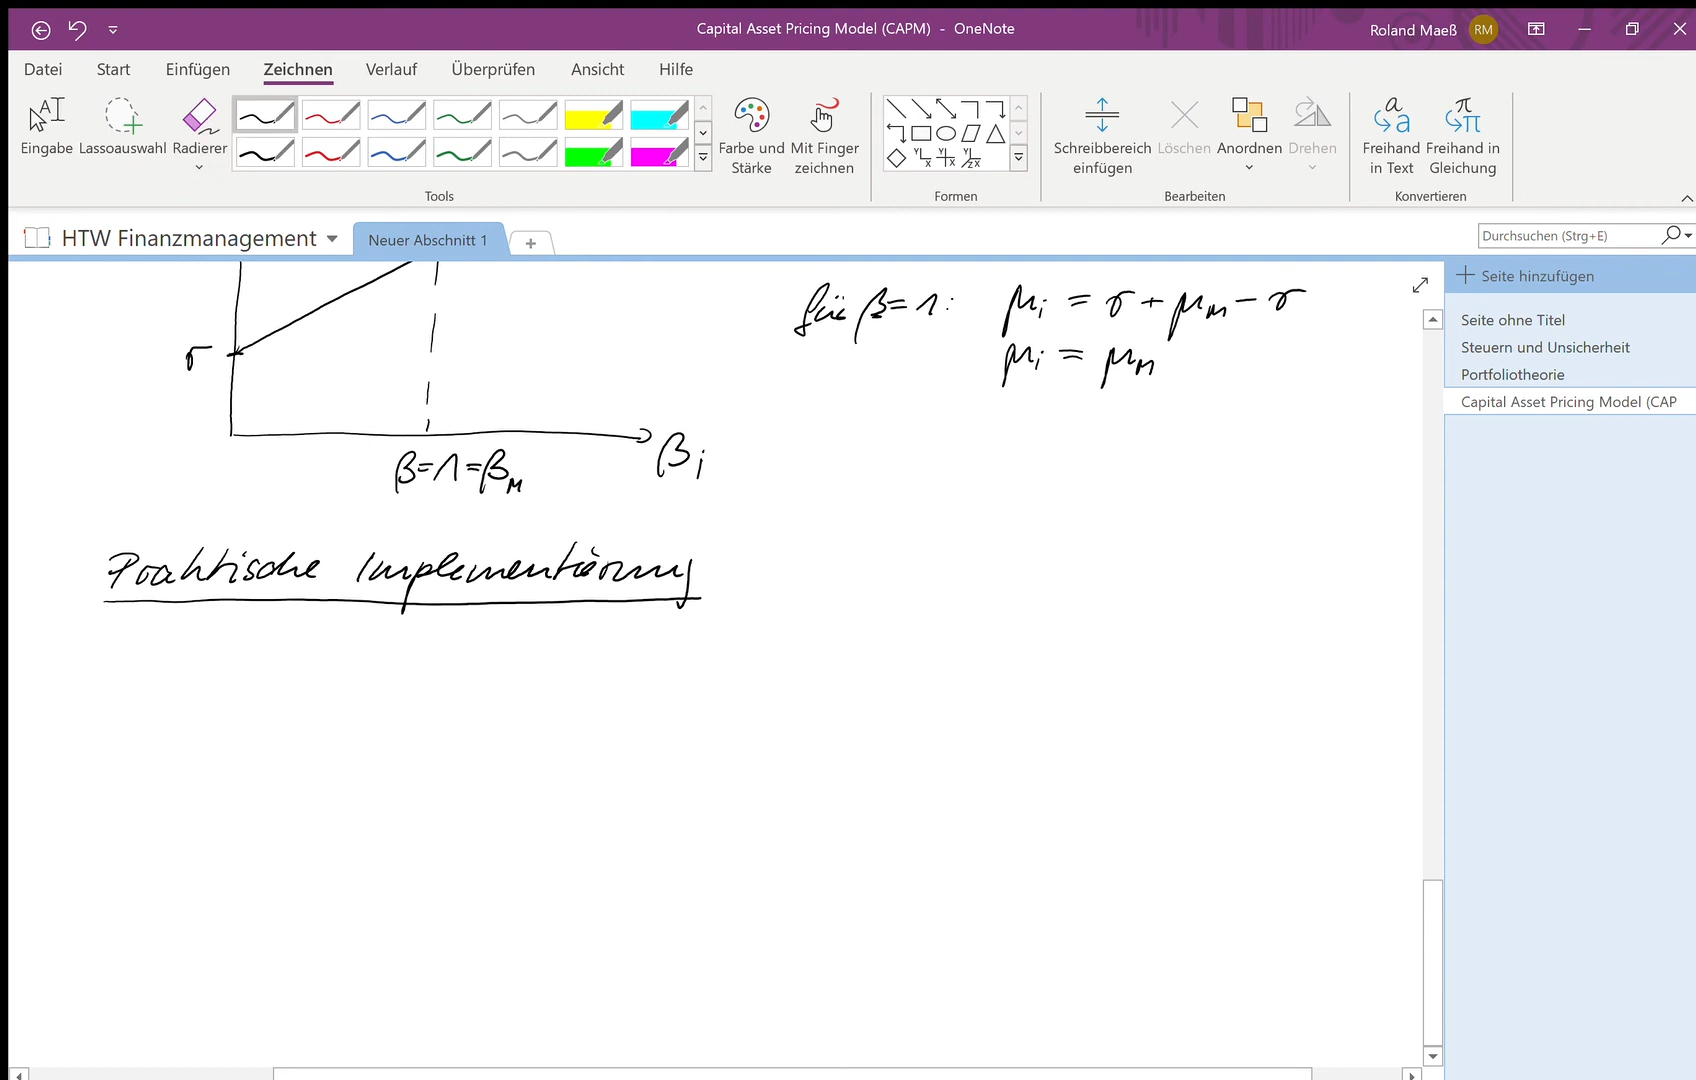 Capital Asset Pricing Model (CAPM) - OneNote
Roland Maeß RM
Datei Start Einfügen Zeichnen Verlauf Überprüfen Ansicht Hilfe
Eingabe Lassoauswahl Radierer
Farbe und Stärke
Mit Finger zeichnen
Schreibbereich einfügen
Löschen Anordnen Drehen
Freihand in Text
Freihand in Gleichung
Tools Formen Bearbeiten Konvertieren
HTW Finanzmanagement Neuer Abschnitt 1
Durchsuchen (Strg+E)
Seite hinzufügen
Seite ohne Titel
Steuern und Unsicherheit
Portfoliotheorie
Capital Asset Pricing Model (CAP
für β=1: μi = r + μM - r
μi = μM
r
β=1=βM
βi
Praktische Implementierung